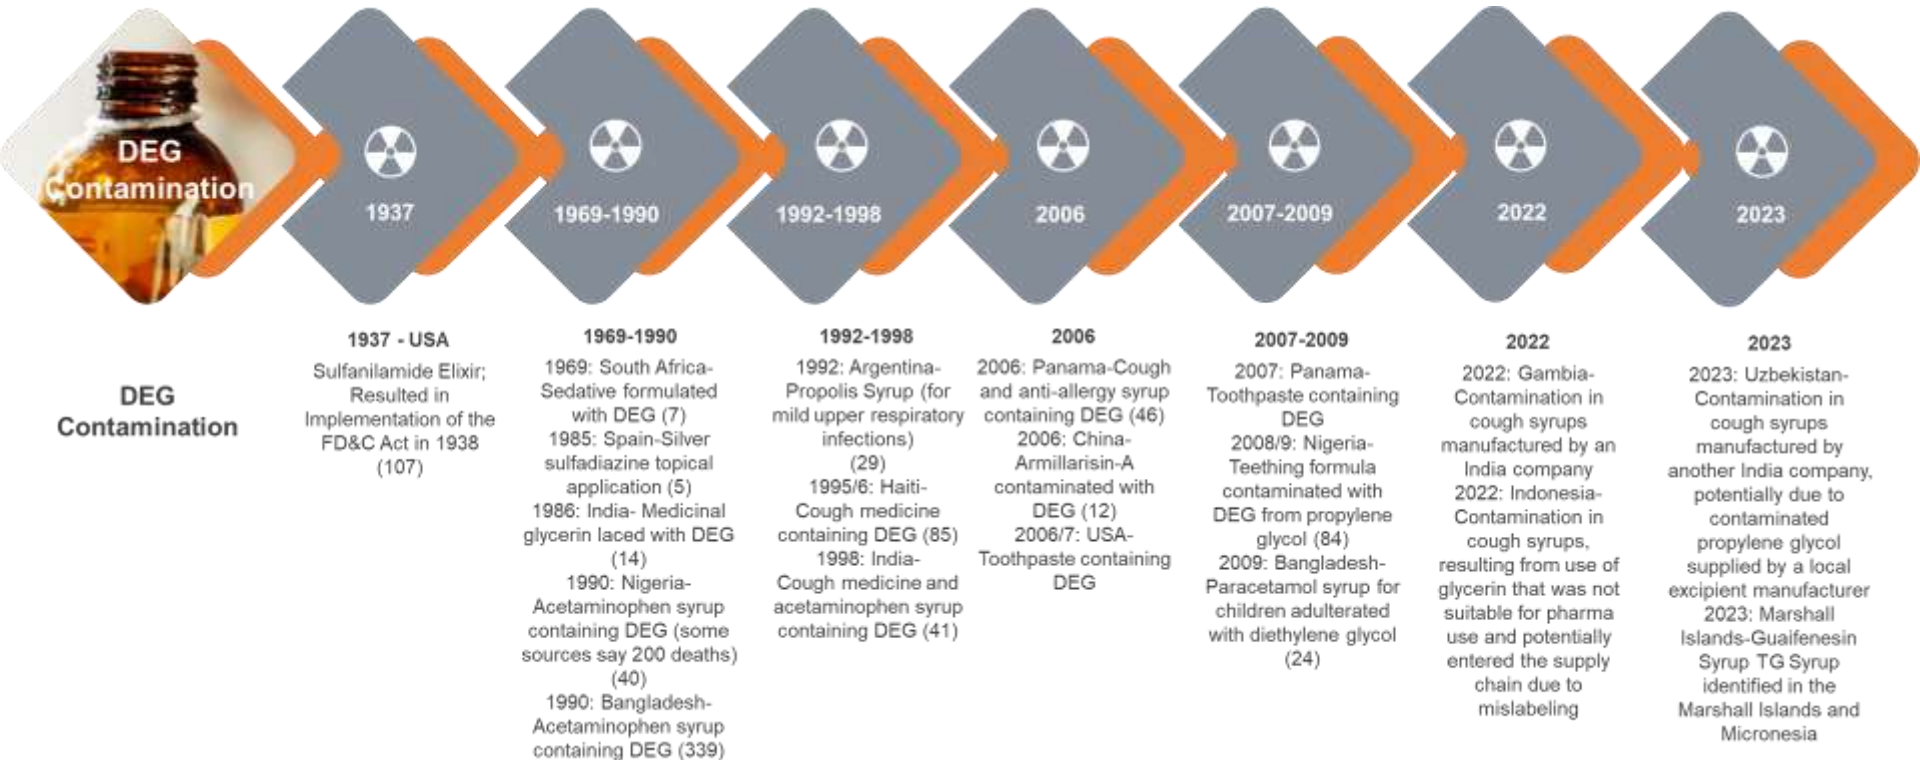 DEG
Contamination
1937
1969-1990
1992-1998
2006
2007-2009
2022
2023
DEG
Contamination
1937 - USA
Sulfanilamide Elixir;
Resulted in
Implementation of the
FD&C Act in 1938
(107)
1969-1990
1969: South Africa-
Sedative formulated
with DEG (7)
1985: Spain-Silver
sulfadiazine topical
application (5)
1986: India- Medicinal
glycerin laced with DEG
(14)
1990: Nigeria-
Acetaminophen syrup
containing DEG (some
sources say 200 deaths)
(40)
1990: Bangladesh-
Acetaminophen syrup
containing DEG (339)
1992-1998
1992: Argentina-
Propolis Syrup (for
mild upper respiratory
infections)
(29)
1995/6: Haiti-
Cough medicine
containing DEG (85)
1998: India-
Cough medicine and
acetaminophen syrup
containing DEG (41)
2006
2006: Panama-Cough
and anti-allergy syrup
containing DEG (46)
2006: China-
Armillarisin-A
contaminated with
DEG (12)
2006/7: USA-
Toothpaste containing
DEG
2007-2009
2007: Panama-
Toothpaste containing
DEG
2008/9: Nigeria-
Teething formula
contaminated with
DEG from propylene
glycol (84)
2009: Bangladesh-
Paracetamol syrup for
children adulterated
with diethylene glycol
(24)
2022
2022: Gambia-
Contamination in
cough syrups
manufactured by an
India company
2022: Indonesia-
Contamination in
cough syrups,
resulting from use of
glycerin that was not
suitable for pharma
use and potentially
entered the supply
chain due to
mislabeling
2023
2023: Uzbekistan-
Contamination in
cough syrups
manufactured by
another India company,
potentially due to
contaminated
propylene glycol
supplied by a local
excipient manufacturer
2023: Marshall
Islands-Guaifenesin
Syrup TG Syrup
identified in the
Marshall Islands and
Micronesia